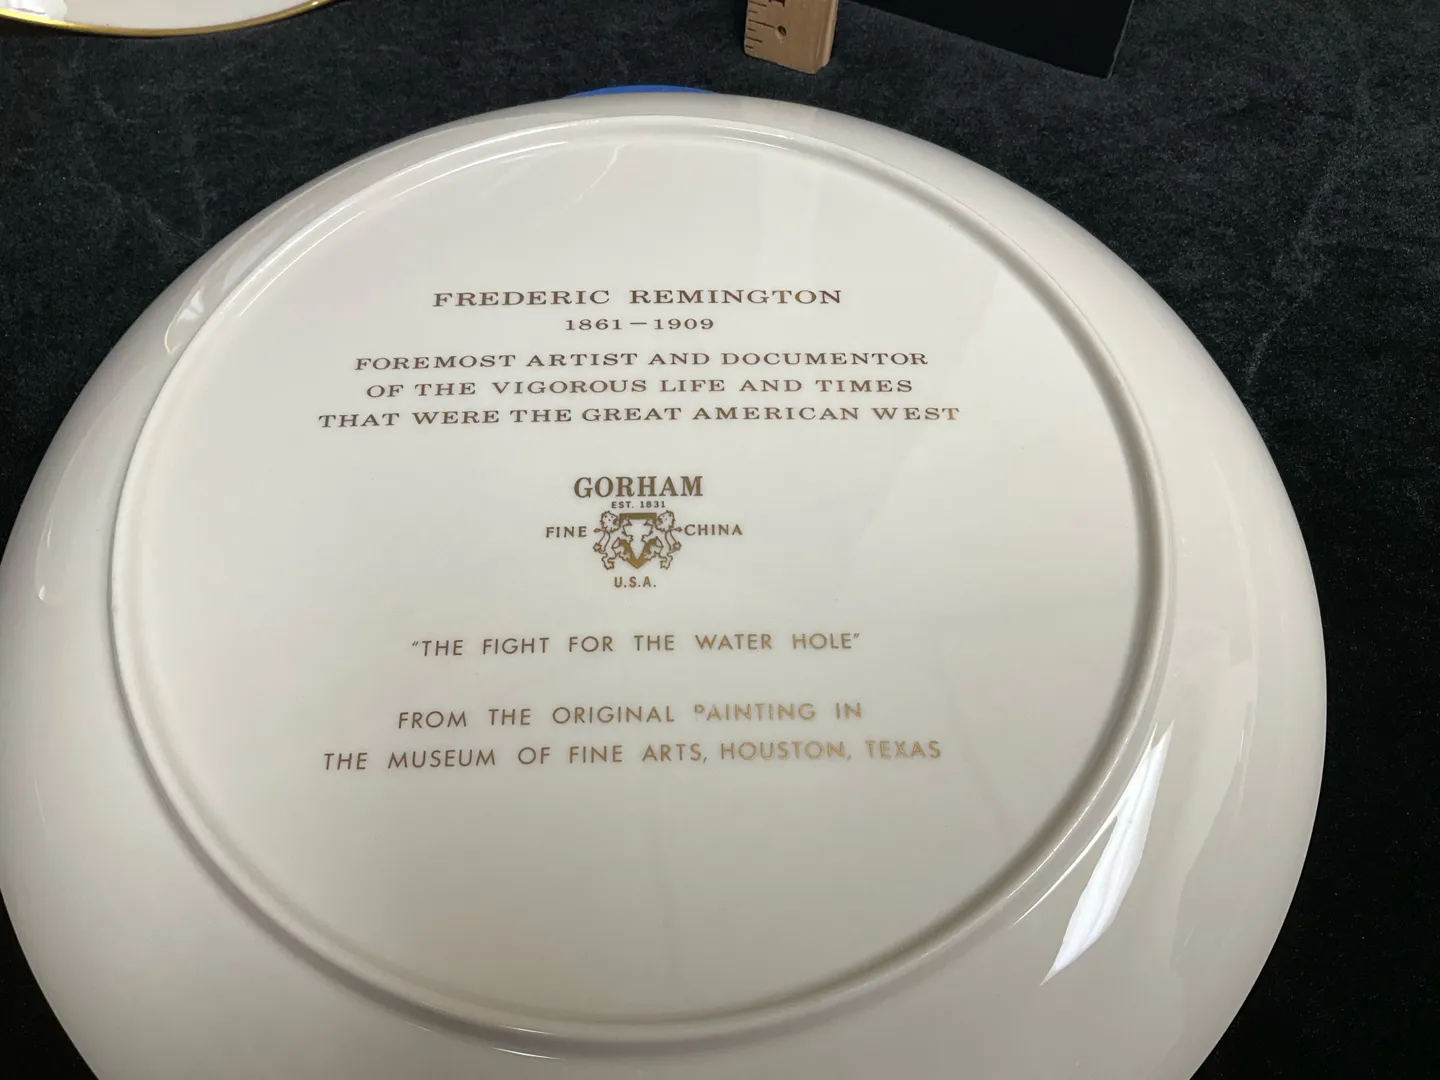 FREDERIC REMINGTON
1861–1909
FOREMOST ARTIST AND DOCUMENTOR
OF THE VIGOROUS LIFE AND TIMES
THAT WERE THE GREAT AMERICAN WEST
GORHAM
EST. 1831
FINE CHINA
U.S.A.
"THE FIGHT FOR THE WATER HOLE"
FROM THE ORIGINAL PAINTING IN
THE MUSEUM OF FINE ARTS, HOUSTON, TEXAS